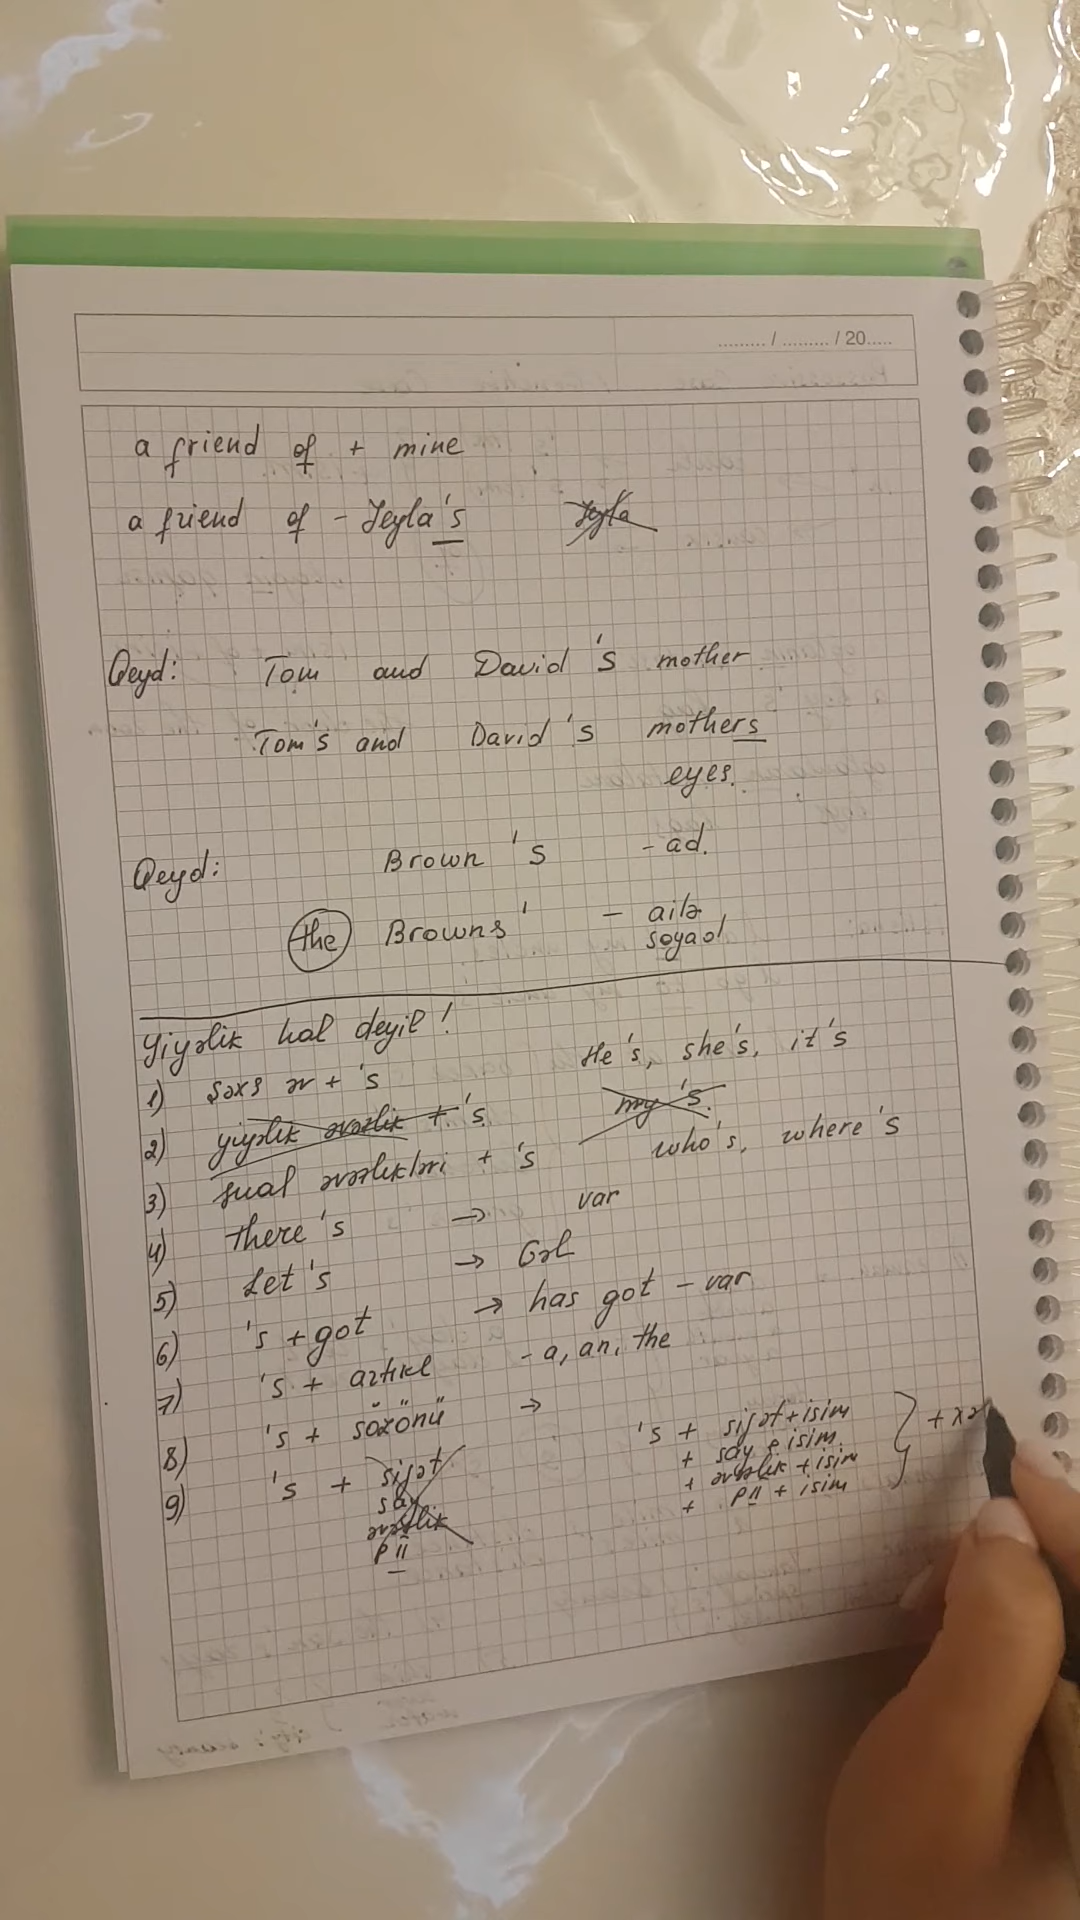 ......... / ......... / 20.....
a friend of + mine
a friend of - Jeyla's Jeyla
Qeyd: Tom and David's mother
Tom's and David's mothers
eyes.
Qeyd: Brown's - ad.
the Browns' - ailə
soyad
Yiyəlik hal deyil!
1) şəxs əv + 's He's, she's, it's
2) yiyəlik əvəzlik + 's. my 's.
3) sual əvəzlikləri + 's who's, where's
4) there's → var
5) Let's → Gəl
6) 's + got → has got - var
7) 's + artikl - a, an, the
8) 's + sözönü →
9) 's + sifət 's + sifət + isim
say + say + isim
əvəzlik + əvəzlik + isim
PII + PII + isim